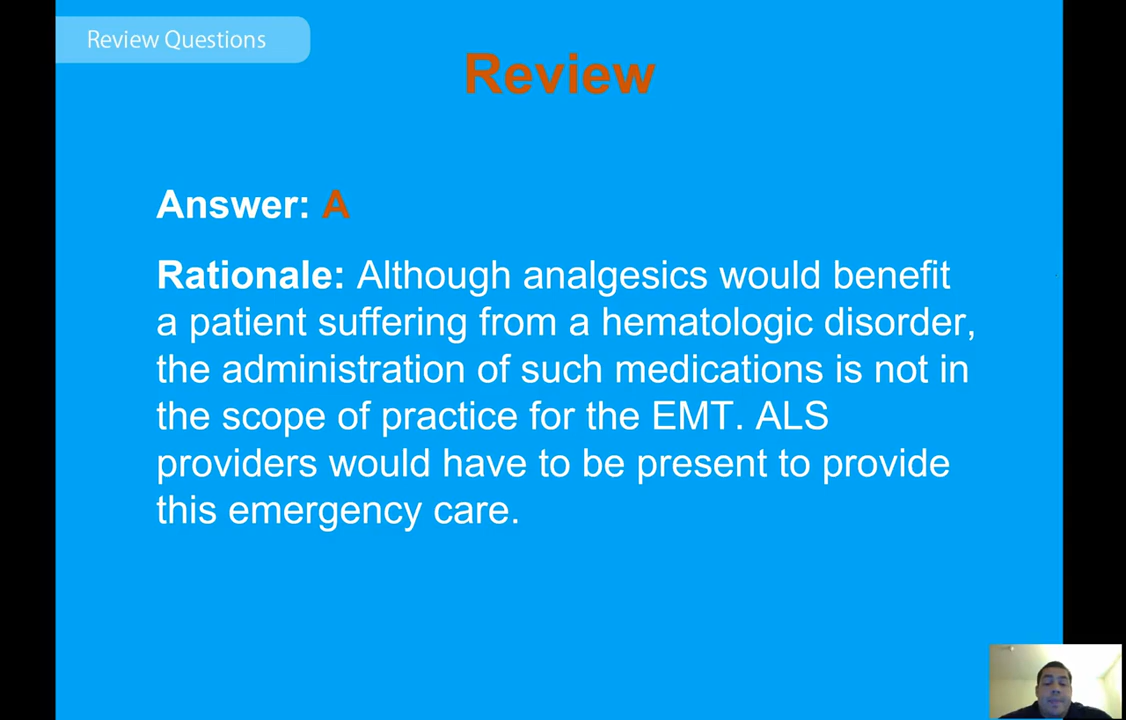 Review Questions
Review
Answer: A
Rationale: Although analgesics would benefit
a patient suffering from a hematologic disorder,
the administration of such medications is not in
the scope of practice for the EMT. ALS
providers would have to be present to provide
this emergency care.